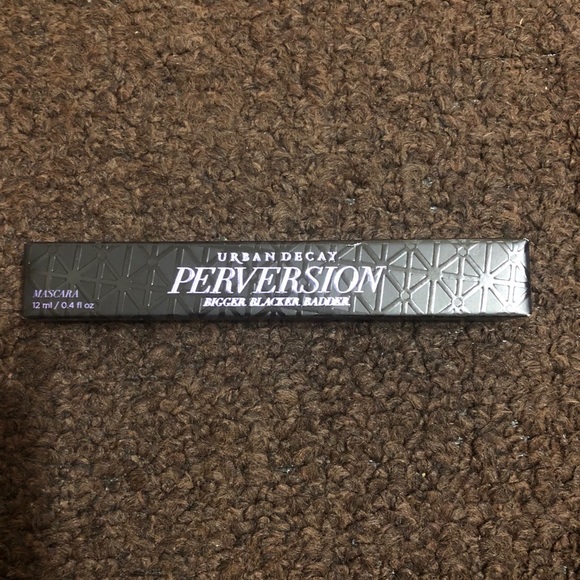 URBAN DECAY
PERVERSION
BIGGER BLACKER BADDER
MASCARA
12 ml / 0.4 fl oz